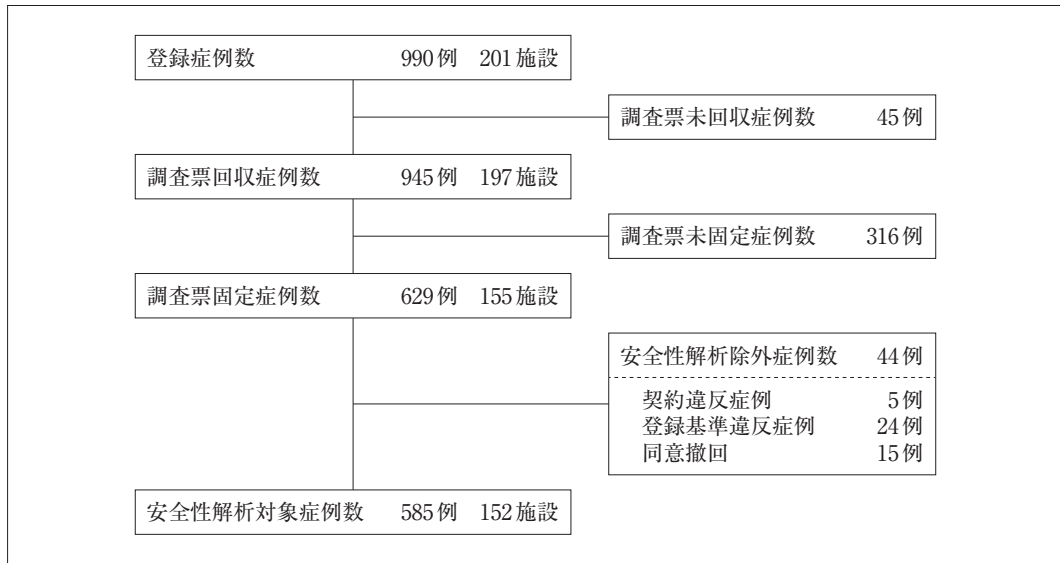 登録症例数 990例 201施設
調査票未回収症例数 45例
調査票回収症例数 945例 197施設
調査票未固定症例数 316例
調査票固定症例数 629例 155施設
安全性解析除外症例数 44例
契約違反症例 5例
登録基準違反症例 24例
同意撤回 15例
安全性解析対象症例数 585例 152施設